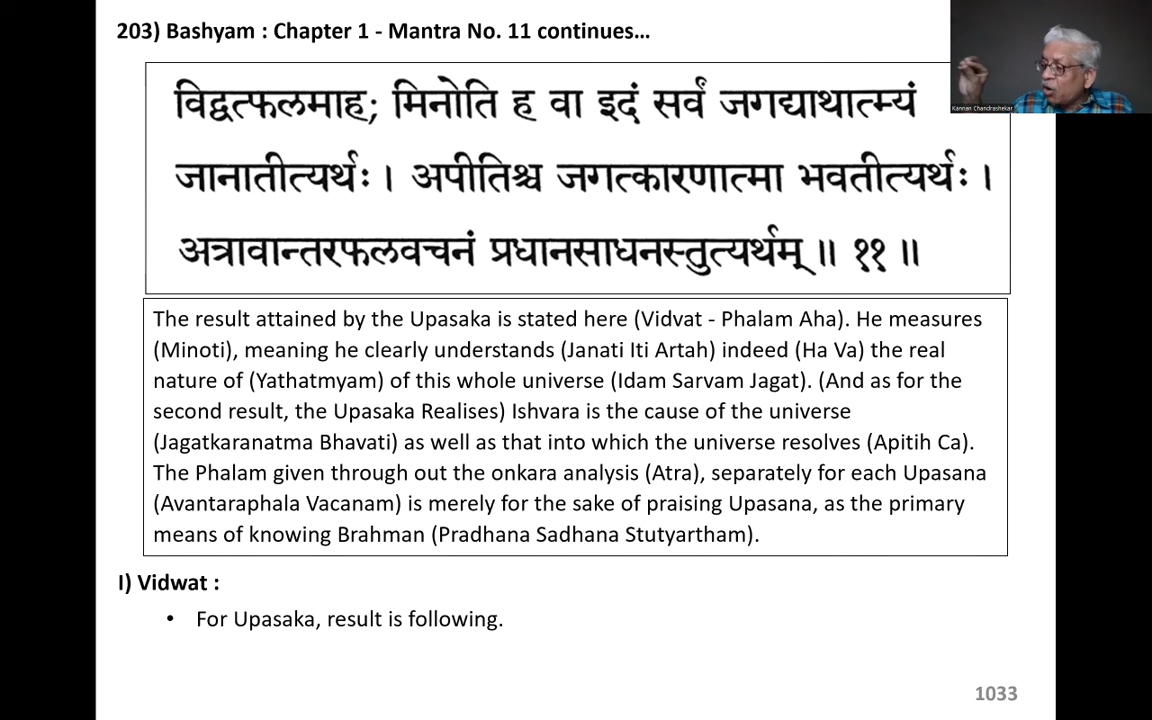 203) Bashyam : Chapter 1 - Mantra No. 11 continues…
विद्वत्फलमाह; मिनोति ह वा इदं सर्वं जगद्याथात्म्यं
जानातीत्यर्थः । अपीतिश्च जगत्कारणात्मा भवतीत्यर्थः ।
अत्रावान्तरफलवचनं प्रधानसाधनस्तुत्यर्थम् ॥ ११ ॥
The result attained by the Upasaka is stated here (Vidvat - Phalam Aha). He measures
(Minoti), meaning he clearly understands (Janati Iti Artah) indeed (Ha Va) the real
nature of (Yathatmyam) of this whole universe (Idam Sarvam Jagat). (And as for the
second result, the Upasaka Realises) Ishvara is the cause of the universe
(Jagatkaranatma Bhavati) as well as that into which the universe resolves (Apitih Ca).
The Phalam given through out the onkara analysis (Atra), separately for each Upasana
(Avantaraphala Vacanam) is merely for the sake of praising Upasana, as the primary
means of knowing Brahman (Pradhana Sadhana Stutyartham).
I) Vidwat :
• For Upasaka, result is following.
1033
Kannan Chandrashekar